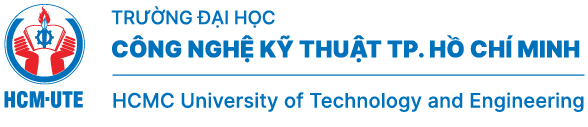 TRƯỜNG ĐẠI HỌC
CÔNG NGHỆ KỸ THUẬT TP. HỒ CHÍ MINH
HCM-UTE
HCMC University of Technology and Engineering